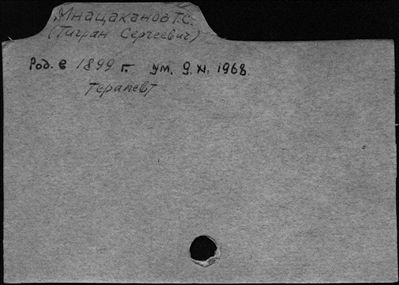 Мнацаканов Т.С.
(Тигран Сергеевич)
Род. в 1899 г. ум. 9.XI.1968.
терапевт